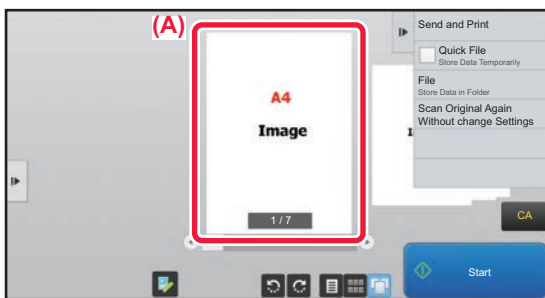 (A)
A4
Image
1 / 7
Send and Print
Quick File
Store Data Temporarily
File
Store Data in Folder
Scan Original Again
Without change Settings
CA
Start